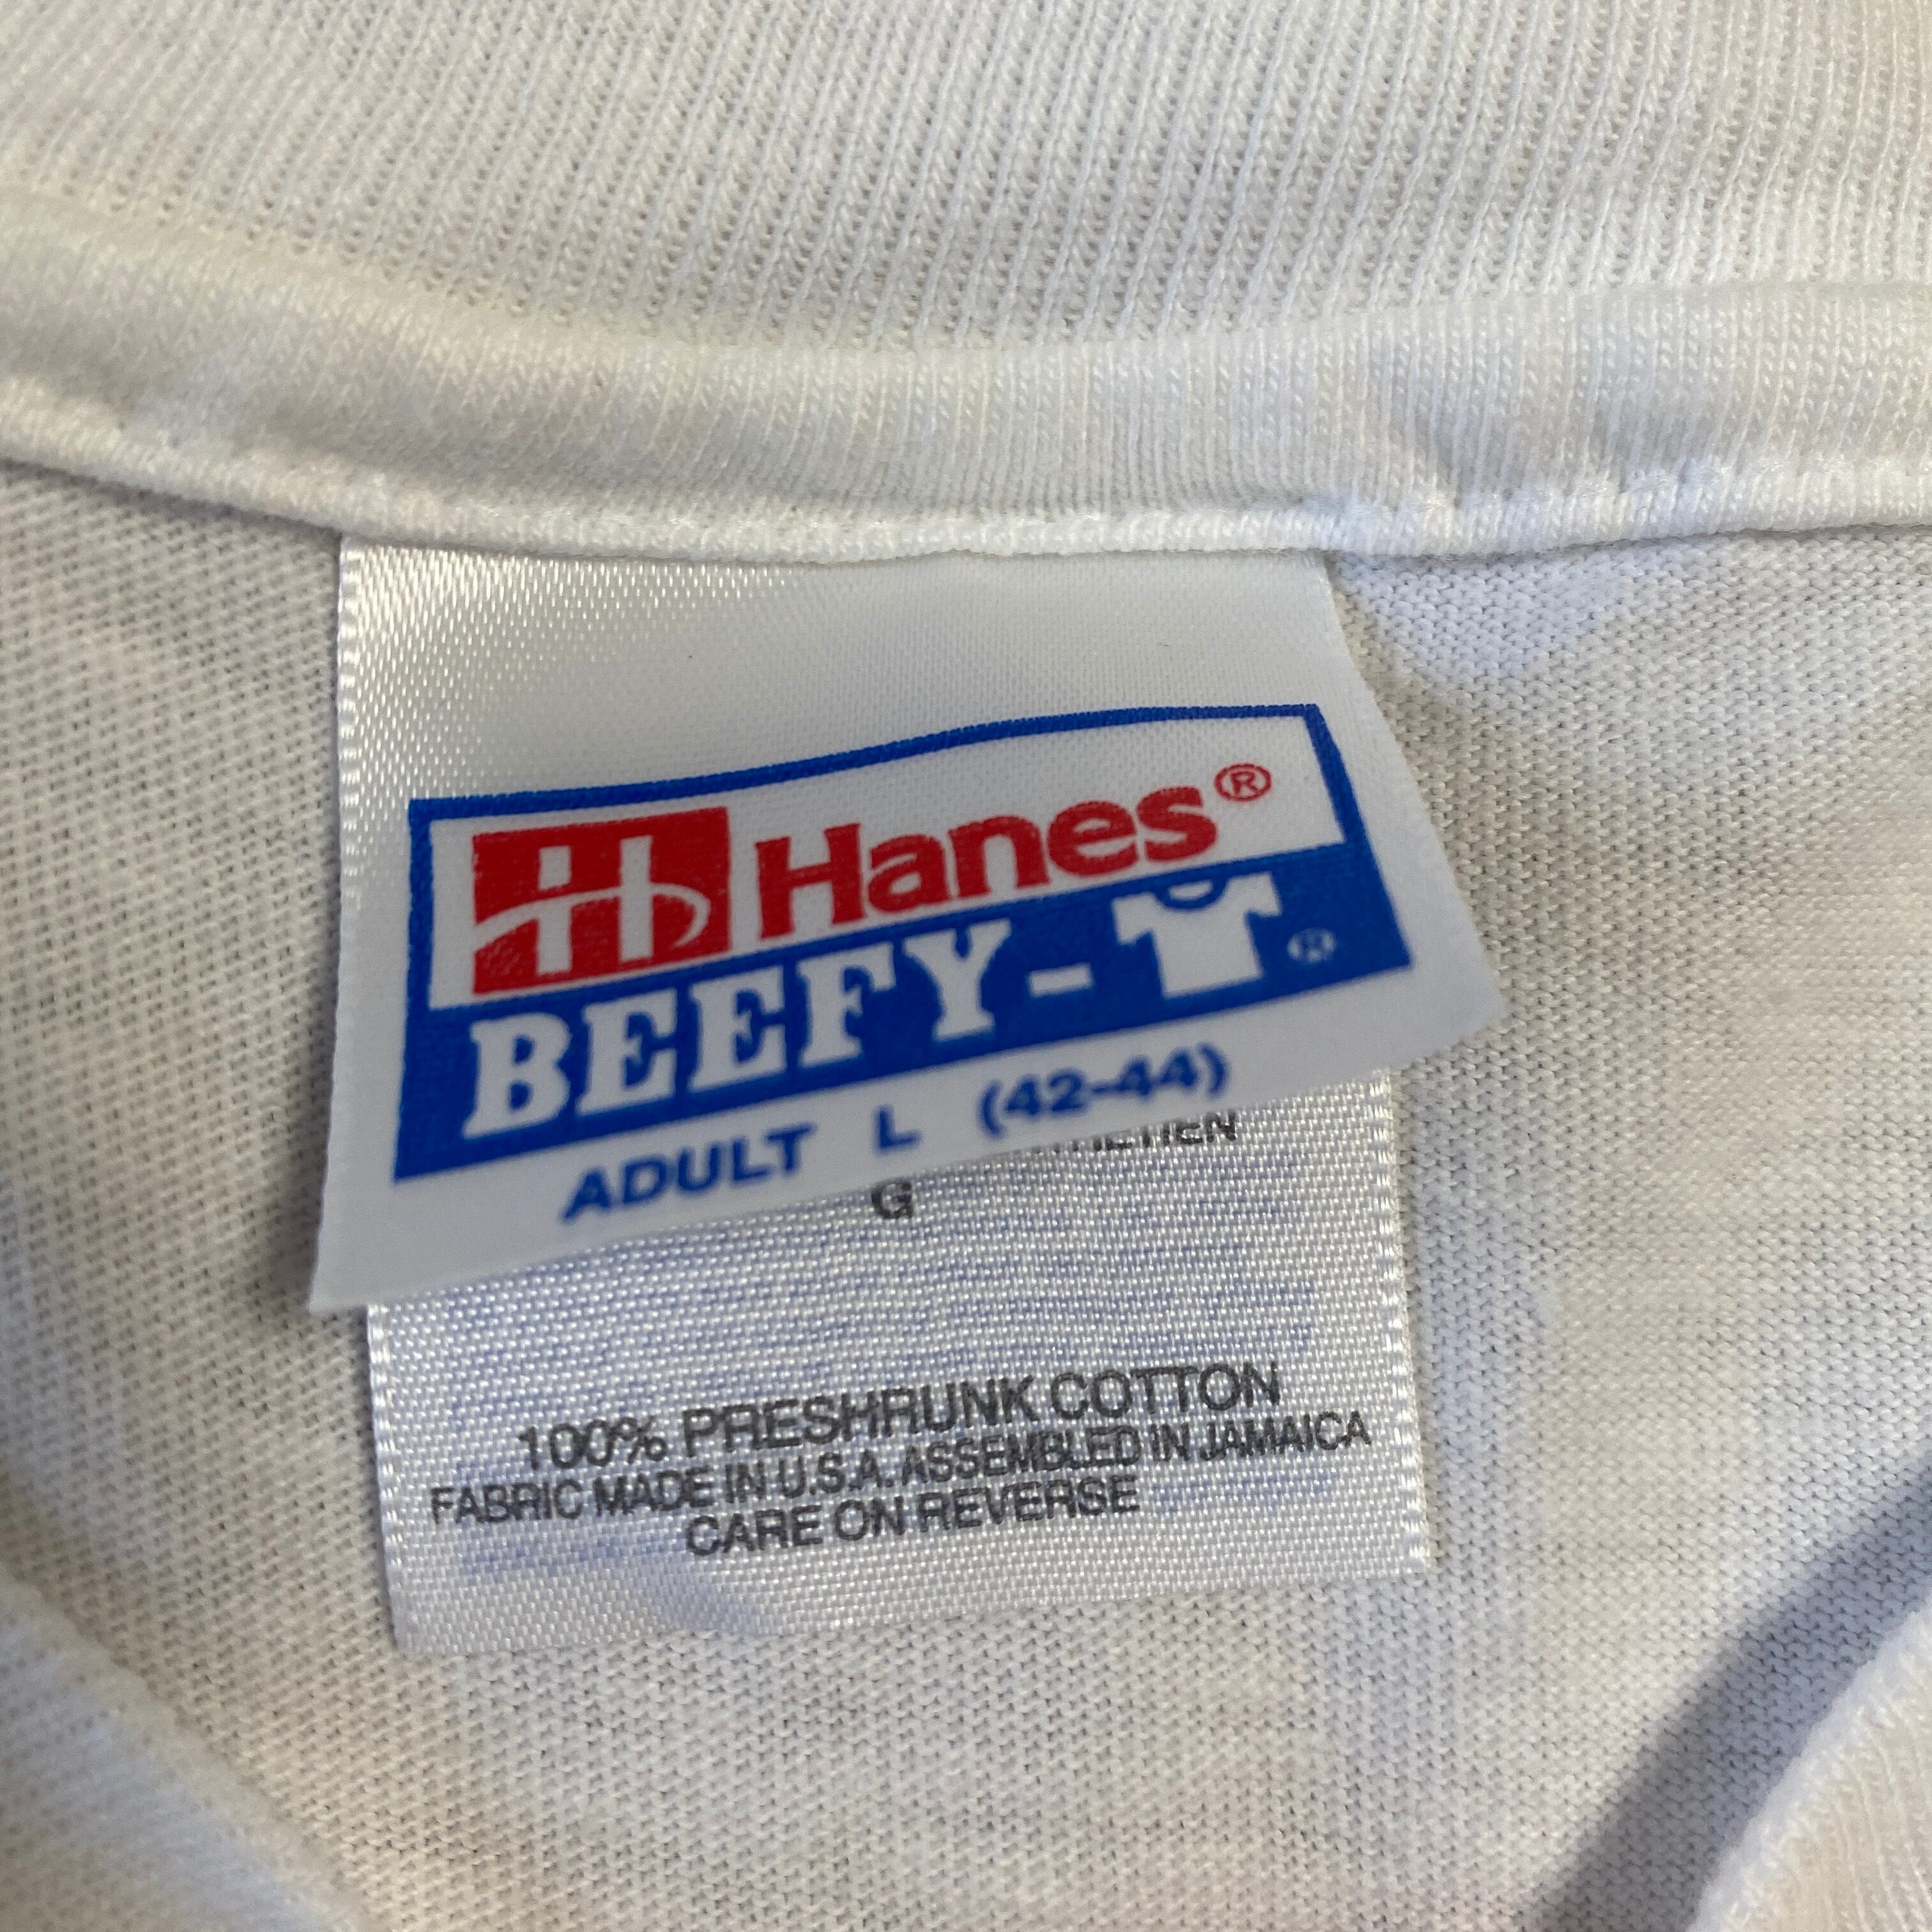 H Hanes®
BEEFY-T®
ADULT L (42-44)
G
100% PRESHRUNK COTTON
FABRIC MADE IN U.S.A. ASSEMBLED IN JAMAICA
CARE ON REVERSE